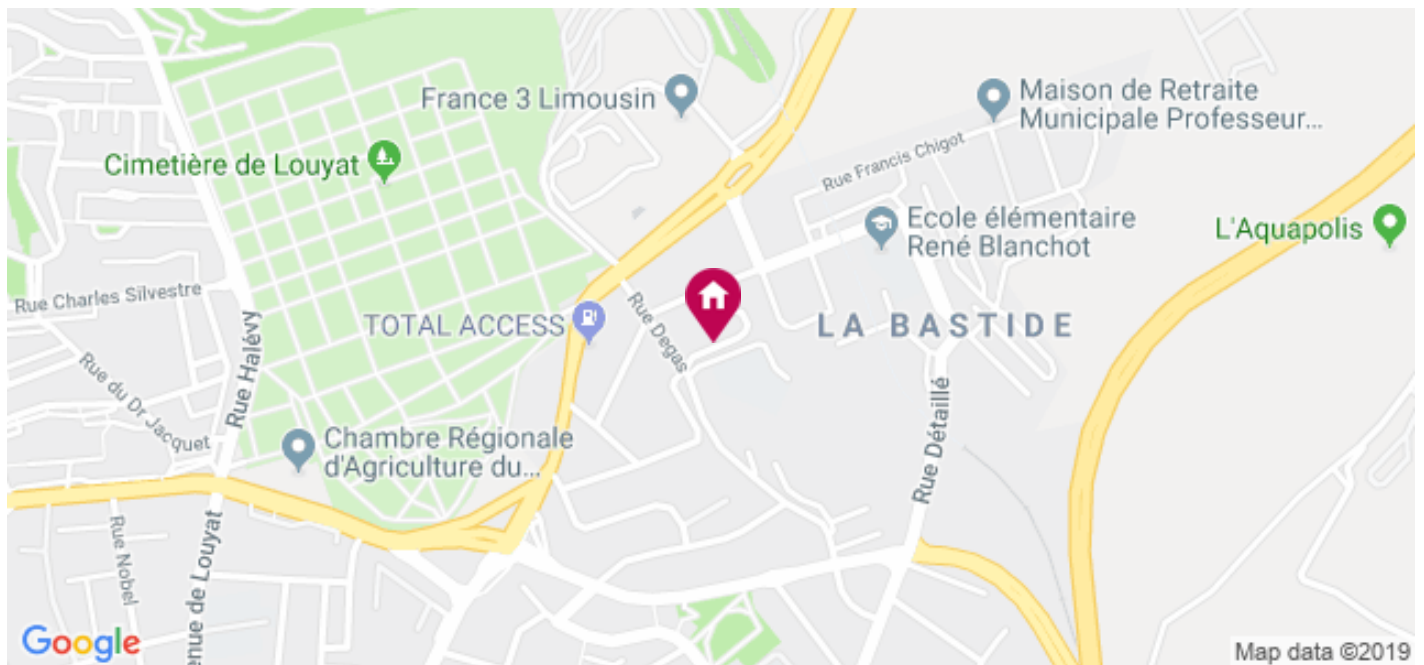 France 3 Limousin
Maison de Retraite
Municipale Professeur...
Rue Francis Chigot
Cimetière de Louyat
Ecole élémentaire
René Blanchot
L'Aquapolis
Rue Charles Silvestre
TOTAL ACCESS
Rue Degas
LA BASTIDE
Rue Halévy
Rue du Dr Jacquet
Chambre Régionale
d'Agriculture du...
Rue Détaillé
Rue Nobel
enue de Louyat
Google
Map data ©2019